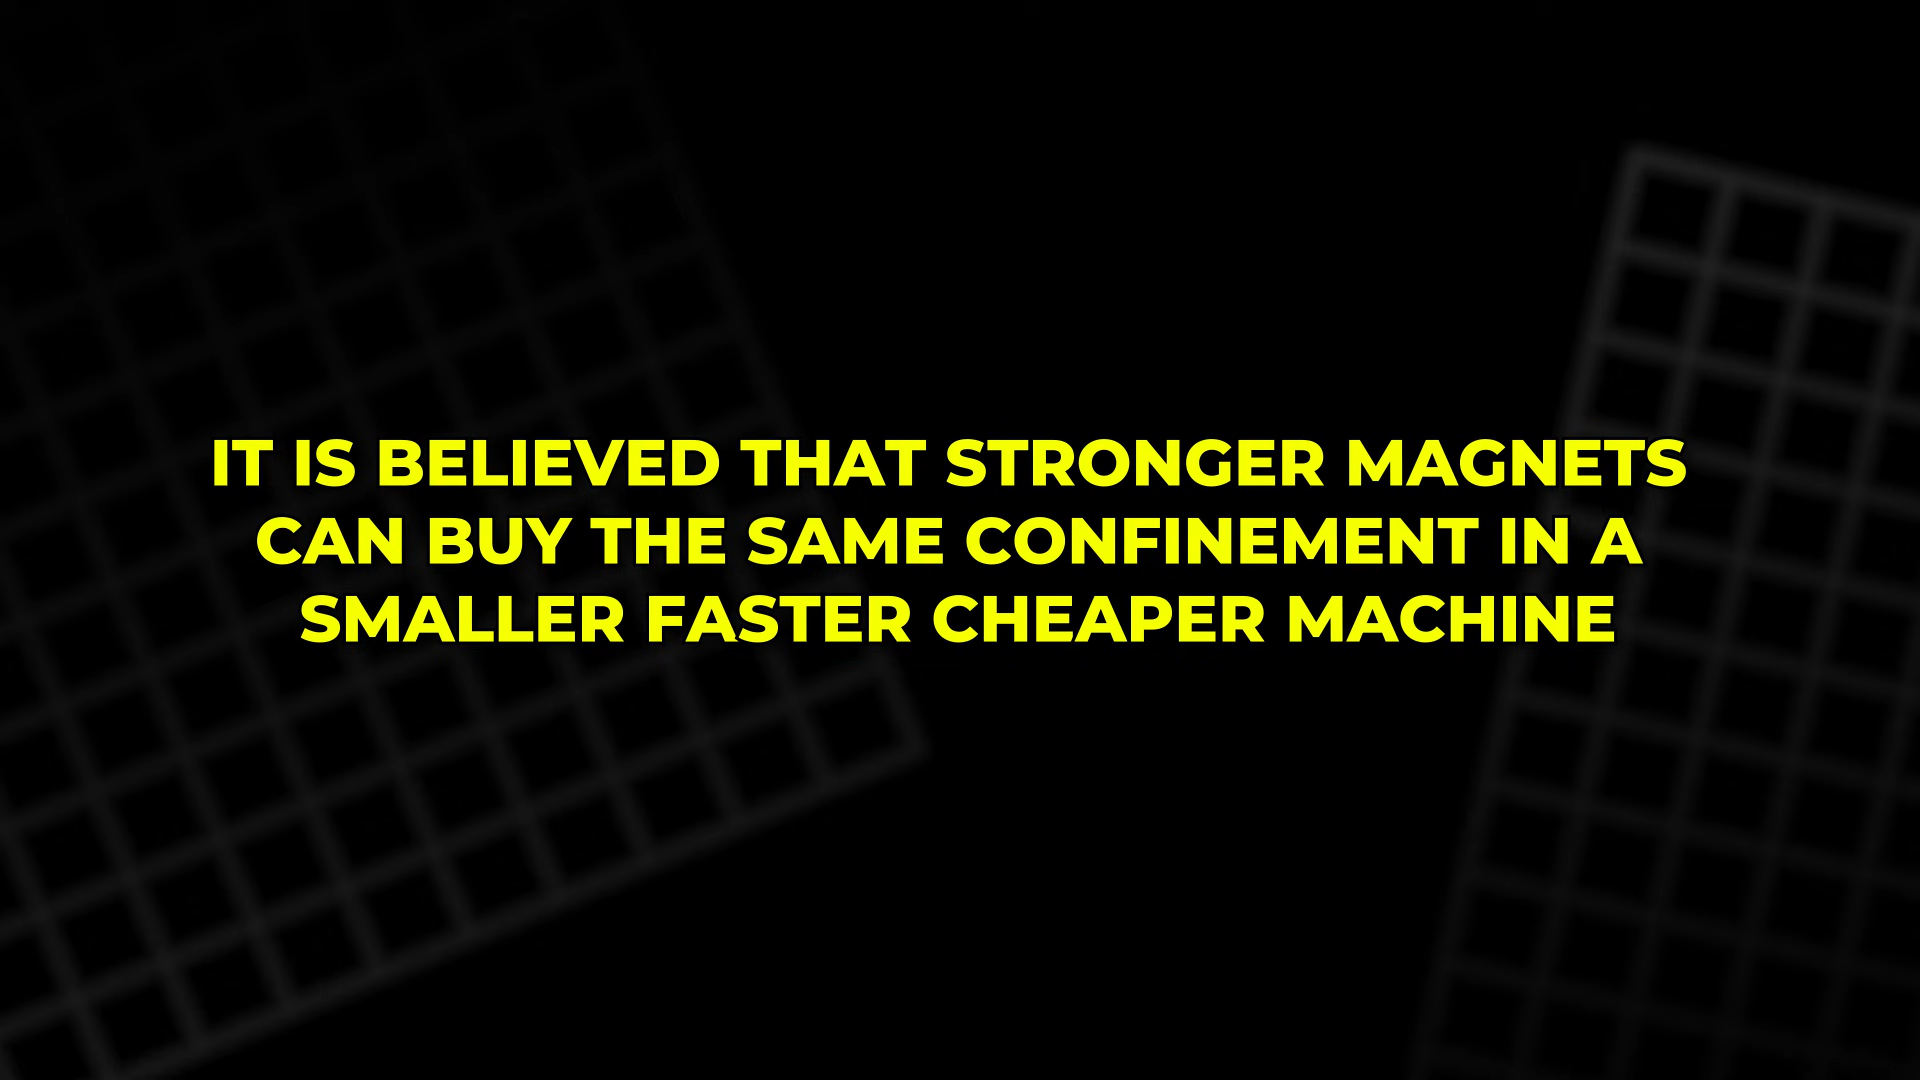 IT IS BELIEVED THAT STRONGER MAGNETS
CAN BUY THE SAME CONFINEMENT IN A
SMALLER FASTER CHEAPER MACHINE